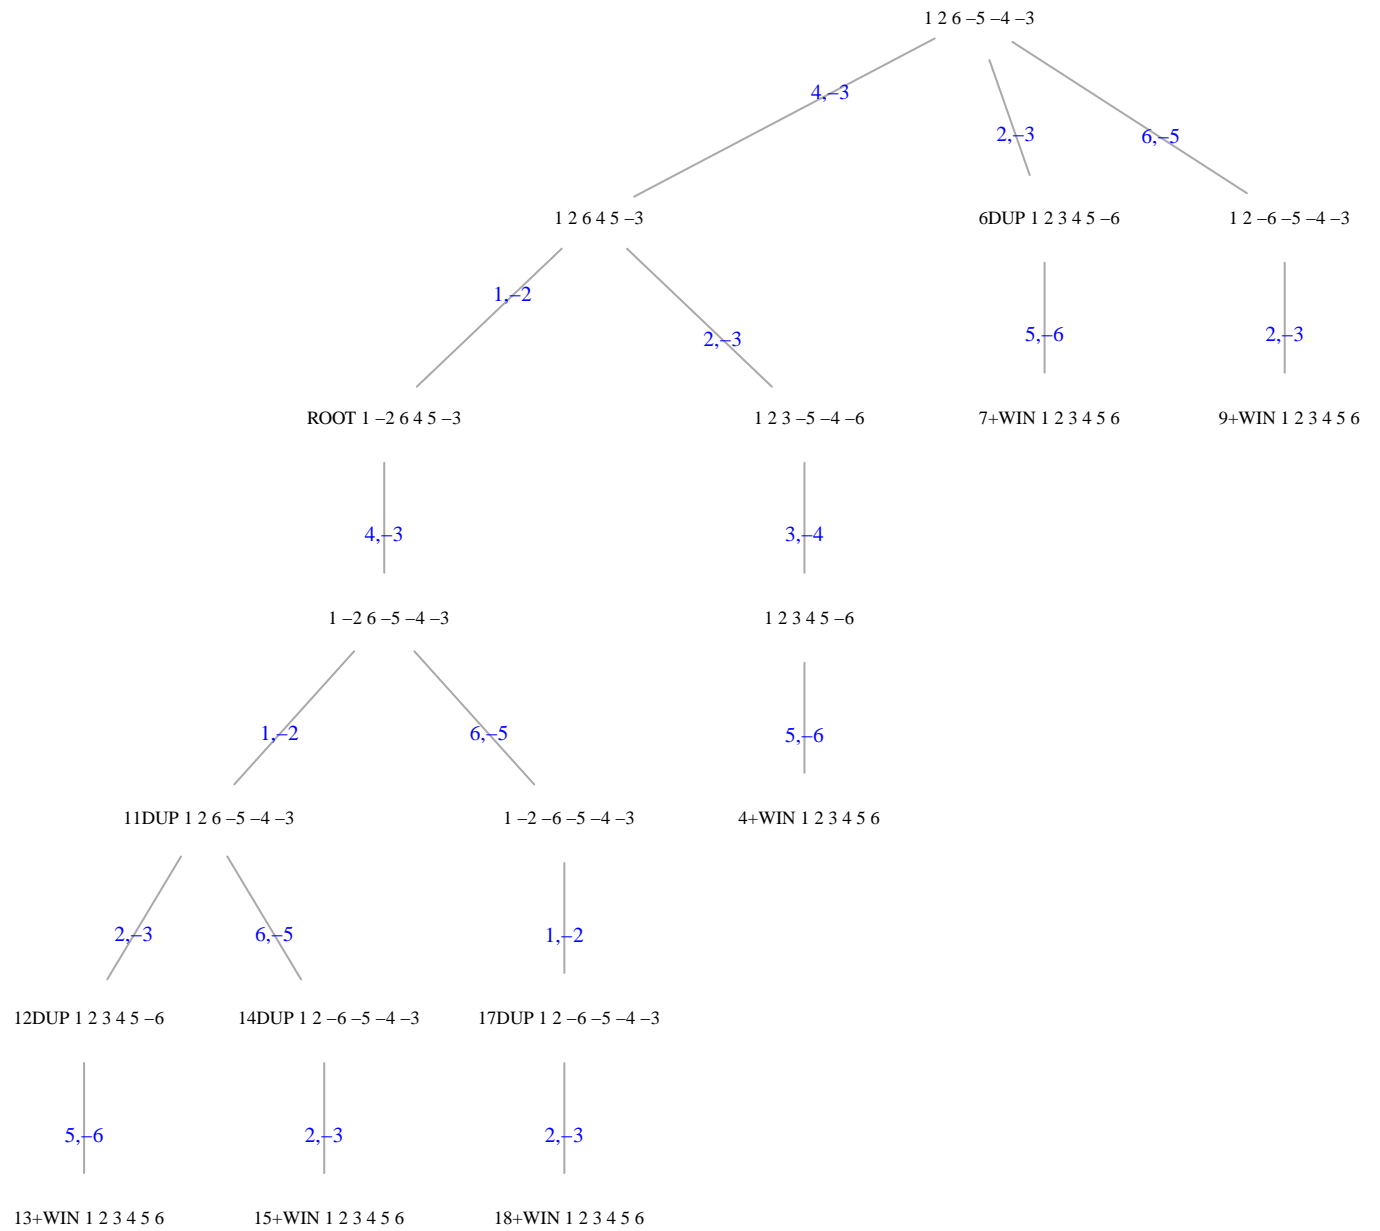 1 2 6 –5 –4 –3
4,–3
2,–3
6,–5
1 2 6 4 5 –3
6DUP 1 2 3 4 5 –6
1 2 –6 –5 –4 –3
1,–2
2,–3
5,–6
2,–3
ROOT 1 –2 6 4 5 –3
1 2 3 –5 –4 –6
7+WIN 1 2 3 4 5 6
9+WIN 1 2 3 4 5 6
4,–3
3,–4
1 –2 6 –5 –4 –3
1 2 3 4 5 –6
1,–2
6,–5
5,–6
11DUP 1 2 6 –5 –4 –3
1 –2 –6 –5 –4 –3
4+WIN 1 2 3 4 5 6
2,–3
6,–5
1,–2
12DUP 1 2 3 4 5 –6
14DUP 1 2 –6 –5 –4 –3
17DUP 1 2 –6 –5 –4 –3
5,–6
2,–3
2,–3
13+WIN 1 2 3 4 5 6
15+WIN 1 2 3 4 5 6
18+WIN 1 2 3 4 5 6